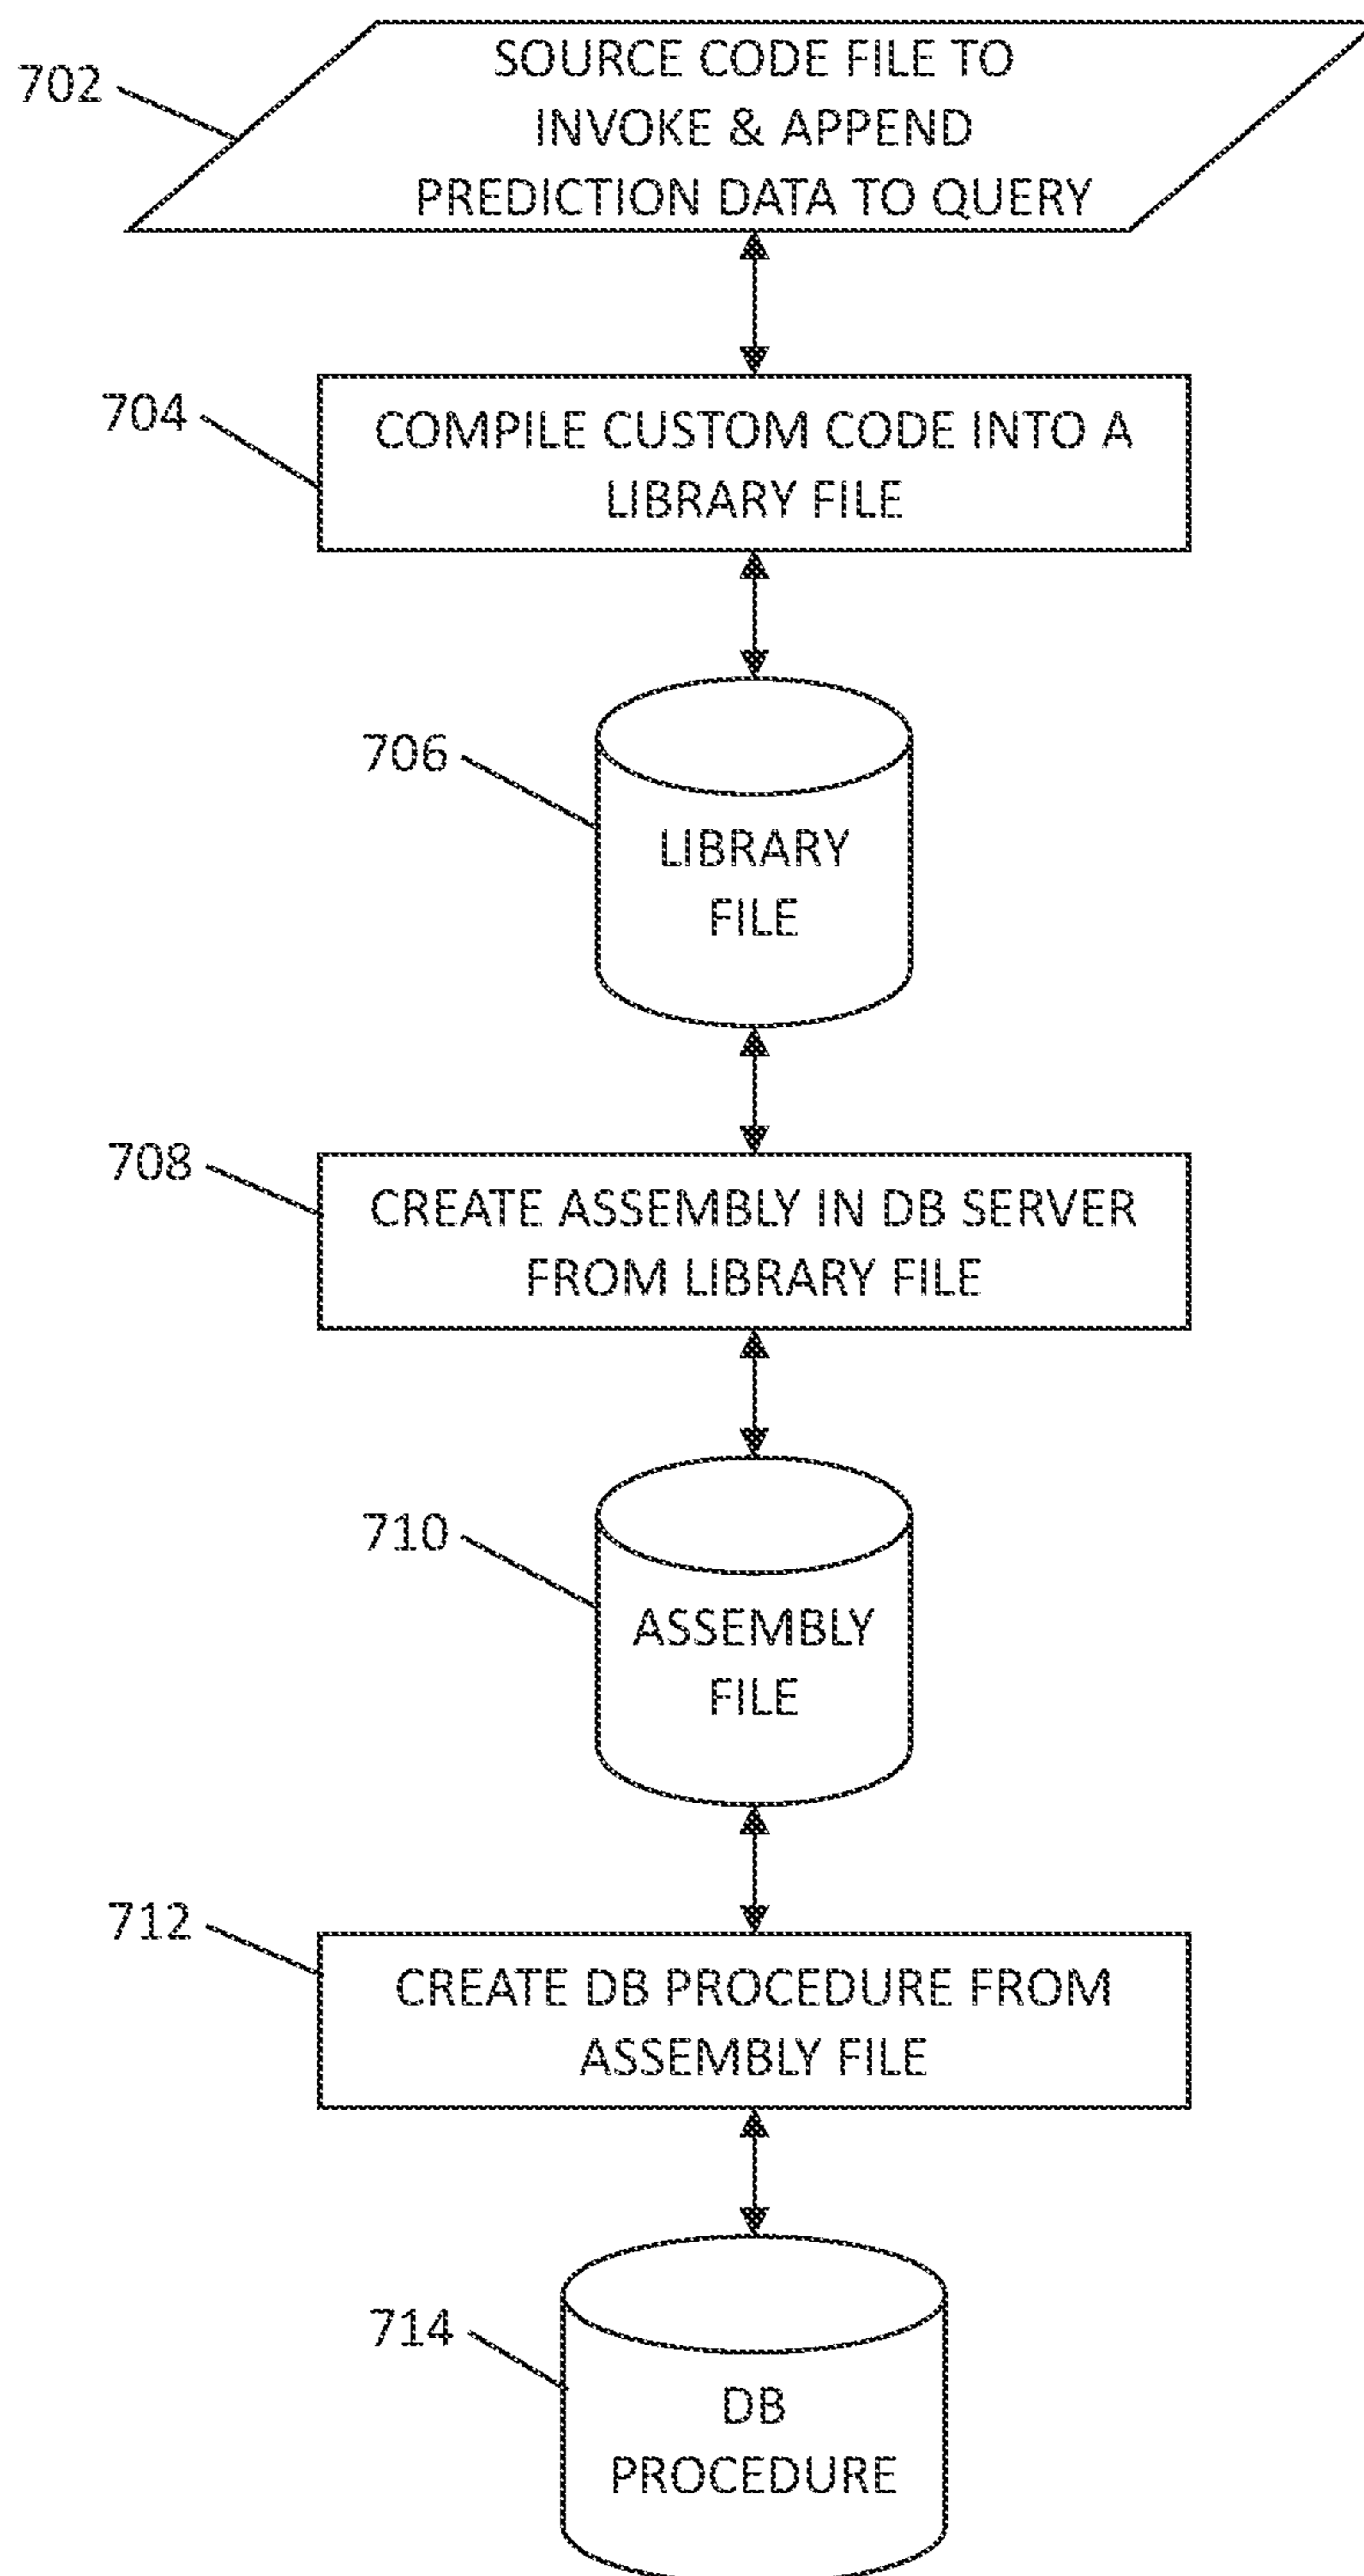 702
SOURCE CODE FILE TO
INVOKE & APPEND
PREDICTION DATA TO QUERY
704
COMPILE CUSTOM CODE INTO A
LIBRARY FILE
706
LIBRARY
FILE
708
CREATE ASSEMBLY IN DB SERVER
FROM LIBRARY FILE
710
ASSEMBLY
FILE
712
CREATE DB PROCEDURE FROM
ASSEMBLY FILE
714
DB
PROCEDURE